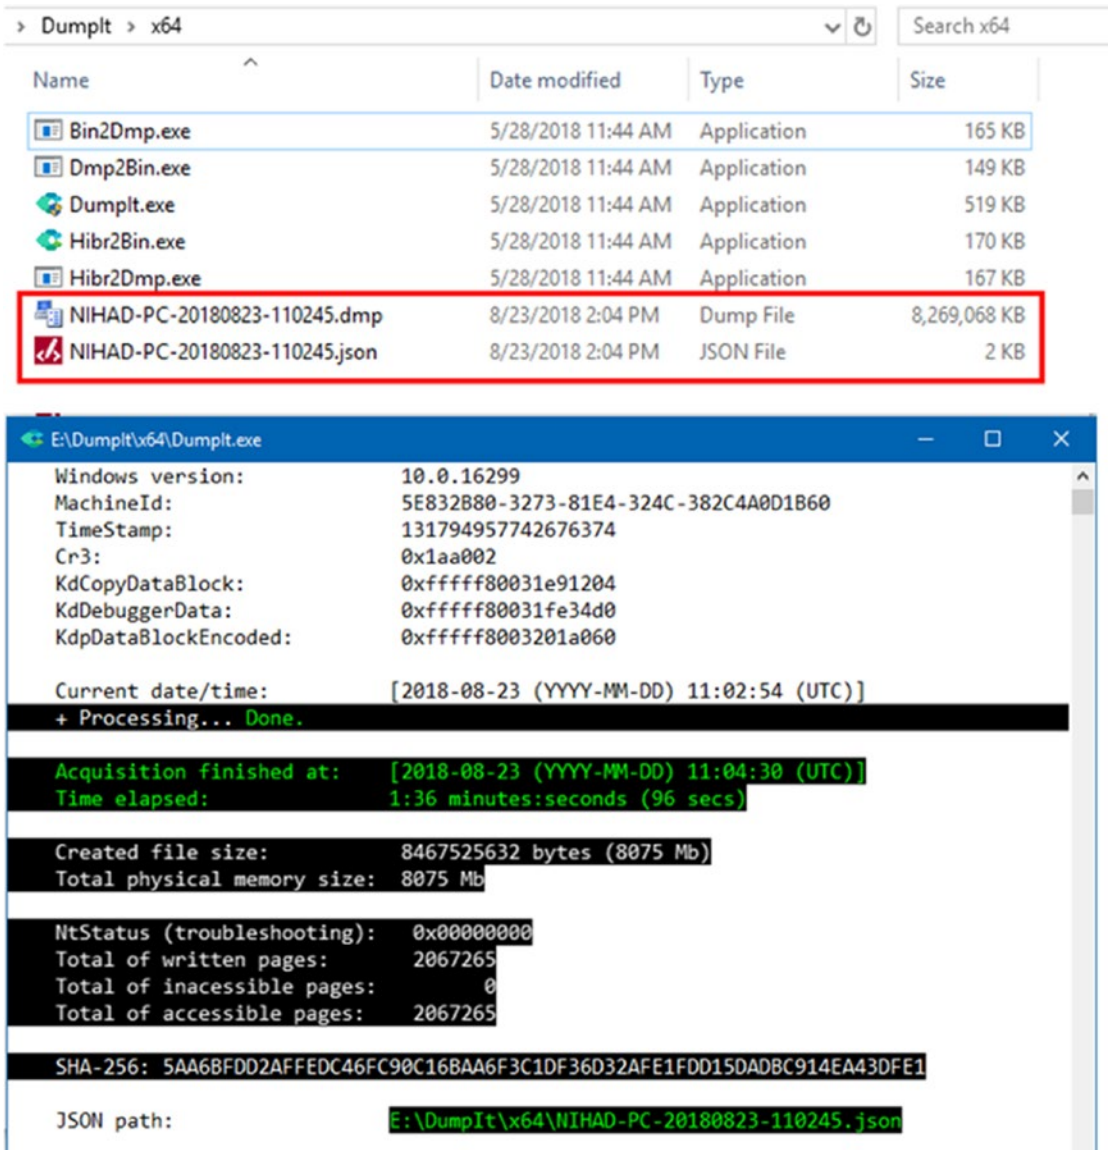 > DumpIt > x64 Search x64
Name Date modified Type Size
Bin2Dmp.exe 5/28/2018 11:44 AM Application 165 KB
Dmp2Bin.exe 5/28/2018 11:44 AM Application 149 KB
DumpIt.exe 5/28/2018 11:44 AM Application 519 KB
Hibr2Bin.exe 5/28/2018 11:44 AM Application 170 KB
Hibr2Dmp.exe 5/28/2018 11:44 AM Application 167 KB
NIHAD-PC-20180823-110245.dmp 8/23/2018 2:04 PM Dump File 8,269,068 KB
NIHAD-PC-20180823-110245.json 8/23/2018 2:04 PM JSON File 2 KB
E:\DumpIt\x64\DumpIt.exe
Windows version: 10.0.16299
MachineId: 5E832B80-3273-81E4-324C-382C4A0D1B60
TimeStamp: 131794957742676374
Cr3: 0x1aa002
KdCopyDataBlock: 0xfffff80031e91204
KdDebuggerData: 0xfffff80031fe34d0
KdpDataBlockEncoded: 0xfffff8003201a060
Current date/time: [2018-08-23 (YYYY-MM-DD) 11:02:54 (UTC)]
+ Processing... Done.
Acquisition finished at: [2018-08-23 (YYYY-MM-DD) 11:04:30 (UTC)]
Time elapsed: 1:36 minutes:seconds (96 secs)
Created file size: 8467525632 bytes (8075 Mb)
Total physical memory size: 8075 Mb
NtStatus (troubleshooting): 0x00000000
Total of written pages: 2067265
Total of inacessible pages: 0
Total of accessible pages: 2067265
SHA-256: 5AA6BFDD2AFFEDC46FC90C16BAA6F3C1DF36D32AFE1FDD15DADBC914EA43DFE1
JSON path: E:\DumpIt\x64\NIHAD-PC-20180823-110245.json